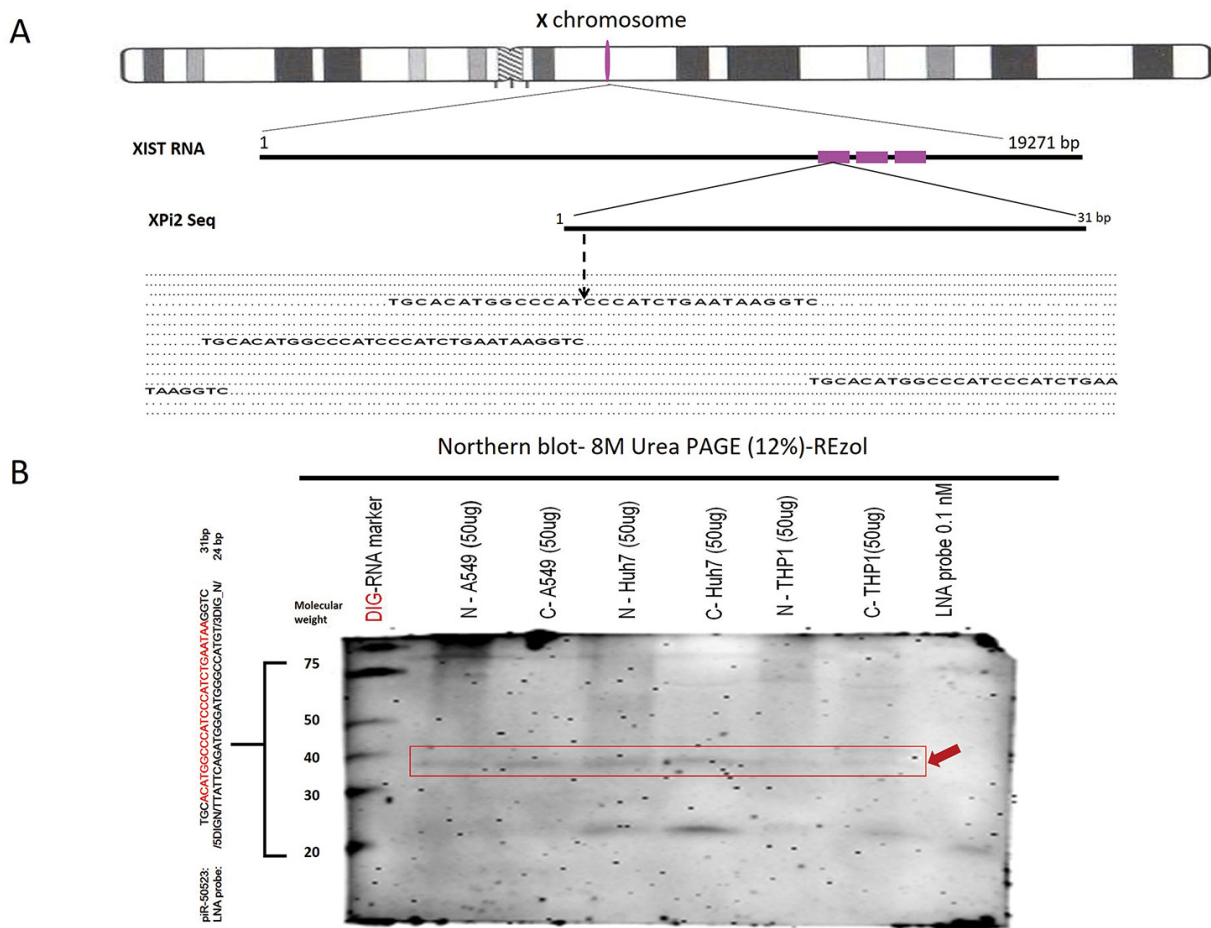 A
X chromosome
XIST RNA
1
19271 bp
XPi2 Seq
1
31 bp
TGCACATGGCCCATCCCATCTGAATAAGGTC
TGCACATGGCCCATCCCATCTGAATAAGGTC
TGCACATGGCCCATCCCATCTGAA
TAAGGTC
Northern blot- 8M Urea PAGE (12%)-REzol
B
piR-50523: TGCACATGGCCCATCCCATCTGAATAAGGTC 31bp
LNA probe: /5DIGN/TTATTCAGATGGGATGGGCCATGT/3DIG_N/ 24 bp
Molecular
weight
DIG-RNA marker
N - A549 (50ug)
C- A549 (50ug)
N - Huh7 (50ug)
C- Huh7 (50ug)
N - THP1 (50ug)
C- THP1(50ug)
LNA probe 0.1 nM
75
50
40
30
20